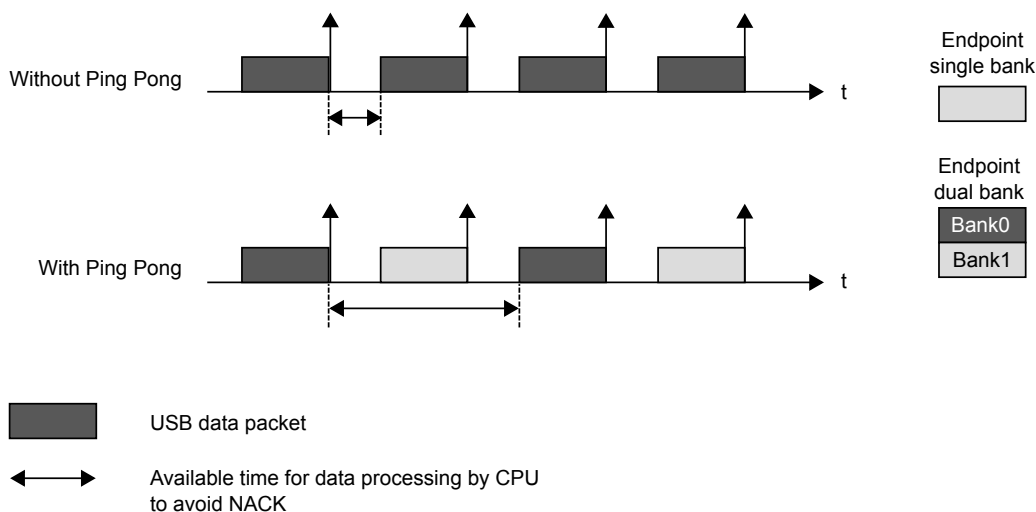 Without Ping Pong
t
Endpoint
single bank
Endpoint
dual bank
Bank0
Bank1
With Ping Pong
t
USB data packet
Available time for data processing by CPU
to avoid NACK